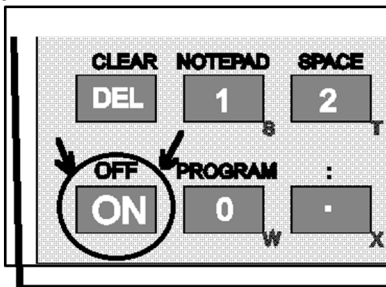 CLEAR NOTEPAD SPACE
DEL 1 2
S T
OFF PROGRAM :
ON 0 .
W X